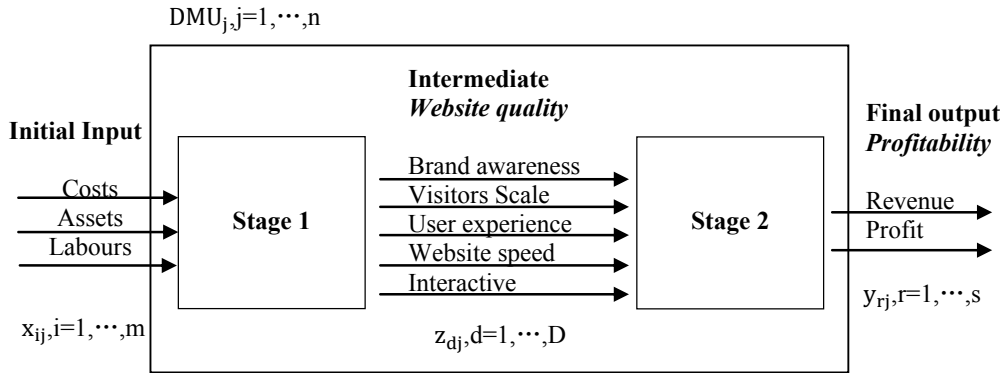 DMUj,j=1,⋯,n
Intermediate
Website quality
Initial Input
Final output
Profitability
Costs
Assets
Labours
Stage 1
Brand awareness
Visitors Scale
User experience
Website speed
Interactive
Stage 2
Revenue
Profit
xij,i=1,⋯,m
zdj,d=1,⋯,D
yrj,r=1,⋯,s